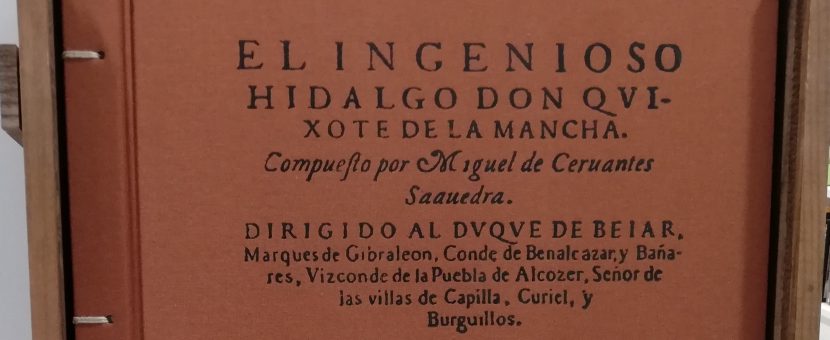 EL INGENIOSO
HIDALGO DON QVI-
XOTE DE LA MANCHA.
Compueſto por Miguel de Ceruantes
Saauedra.
DIRIGIDO AL DVQVE DE BEIAR,
Marques de Gibraleon, Conde de Benalcazar, y Baña-
res, Vizconde de la Puebla de Alcozer, Señor de
las villas de Capilla, Curiel, y
Burguillos.